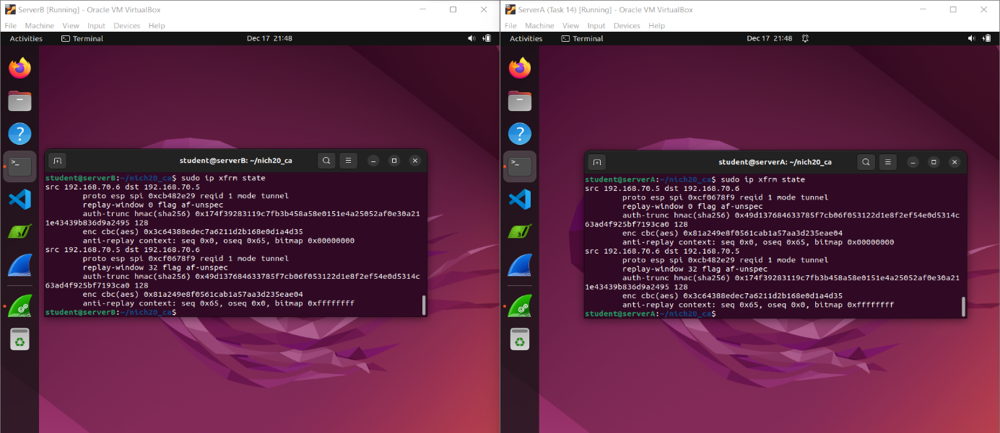 ServerB [Running] - Oracle VM VirtualBox
File Machine View Input Devices Help
Activities Terminal Dec 17 21:48
student@serverB: ~/nich20_ca
student@serverB:~/nich20_ca$ sudo ip xfrm state
src 192.168.70.6 dst 192.168.70.5
proto esp spi 0xcb482e29 reqid 1 mode tunnel
replay-window 0 flag af-unspec
auth-trunc hmac(sha256) 0x174f39283119c7fb3b458a58e0151e4a25052af0e30a21
1e43439b836d9a2495 128
enc cbc(aes) 0x3c64388edec7a6211d2b168e0d1a4d35
anti-replay context: seq 0x0, oseq 0x65, bitmap 0x00000000
src 192.168.70.5 dst 192.168.70.6
proto esp spi 0xcf0678f9 reqid 1 mode tunnel
replay-window 32 flag af-unspec
auth-trunc hmac(sha256) 0x49d137684633785f7cb06f053122d1e8f2ef54e0d5314c
63ad4f925bf7193ca0 128
enc cbc(aes) 0x81a249e8f0561cab1a57aa3d235eae04
anti-replay context: seq 0x65, oseq 0x0, bitmap 0xffffffff
student@serverB:~/nich20_ca$
ServerA (Task 14) [Running] - Oracle VM VirtualBox
File Machine View Input Devices Help
Activities Terminal Dec 17 21:48
student@serverA: ~/nich20_ca
student@serverA:~/nich20_ca$ sudo ip xfrm state
src 192.168.70.5 dst 192.168.70.6
proto esp spi 0xcf0678f9 reqid 1 mode tunnel
replay-window 0 flag af-unspec
auth-trunc hmac(sha256) 0x49d137684633785f7cb06f053122d1e8f2ef54e0d5314c
63ad4f925bf7193ca0 128
enc cbc(aes) 0x81a249e8f0561cab1a57aa3d235eae04
anti-replay context: seq 0x0, oseq 0x65, bitmap 0x00000000
src 192.168.70.6 dst 192.168.70.5
proto esp spi 0xcb482e29 reqid 1 mode tunnel
replay-window 32 flag af-unspec
auth-trunc hmac(sha256) 0x174f39283119c7fb3b458a58e0151e4a25052af0e30a21
1e43439b836d9a2495 128
enc cbc(aes) 0x3c64388edec7a6211d2b168e0d1a4d35
anti-replay context: seq 0x65, oseq 0x0, bitmap 0xffffffff
student@serverA:~/nich20_ca$